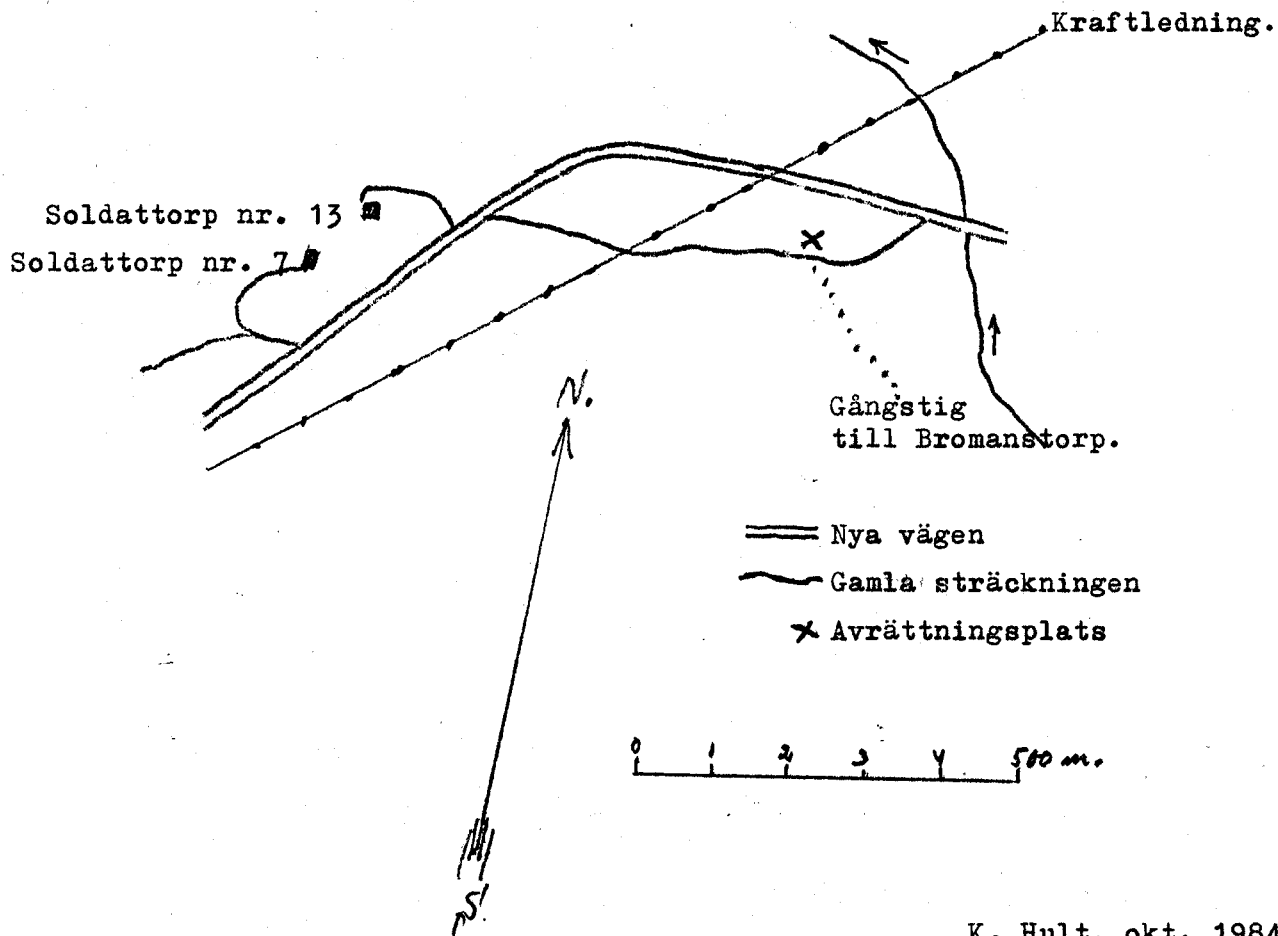 Kraftledning.
Soldattorp nr. 13
Soldattorp nr. 7
Gångstig
till Bromanstorp.
N.
Nya vägen
Gamla sträckningen
Avrättningsplats
0 1 2 3 4 500 m.
S.
K. Hult. okt. 1984